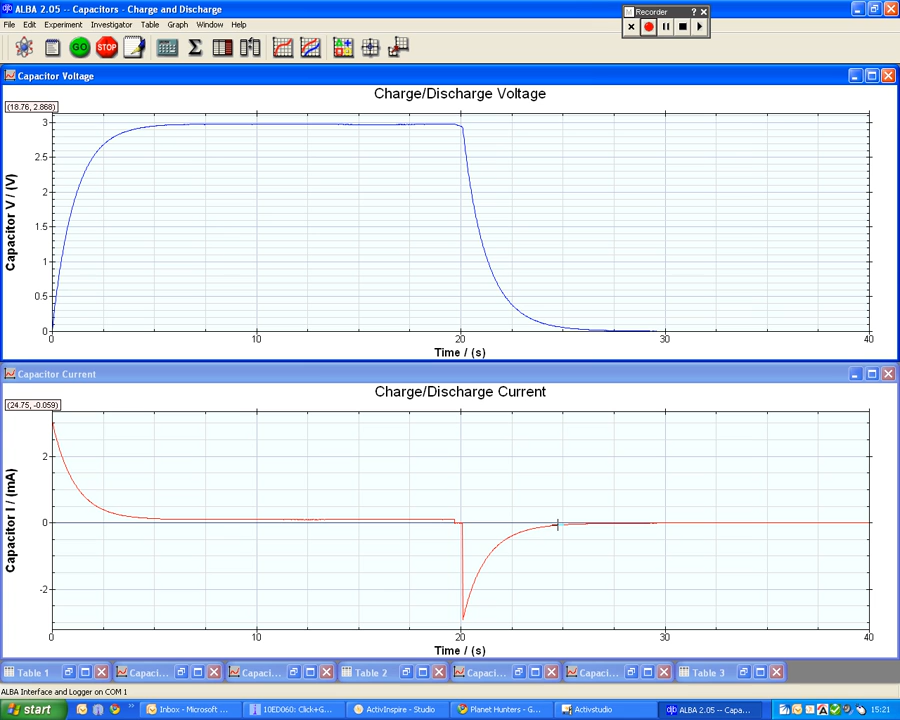 ALBA 2.05 -- Capacitors - Charge and Discharge
Recorder
File Edit Experiment Investigator Table Graph Window Help
GO STOP
Capacitor Voltage
Charge/Discharge Voltage
(18.76, 2.868)
3
2.5
2
1.5
1
0.5
0
Capacitor V / (V)
0 10 20 30 40
Time / (s)
Capacitor Current
Charge/Discharge Current
(24.75, -0.059)
2
0
-2
Capacitor I / (mA)
0 10 20 30 40
Time / (s)
Table 1 Capaci... Capaci... Table 2 Capaci... Capaci... Table 3
ALBA Interface and Logger on COM 1
start Inbox - Microsoft ... 10ED060: Click+G... ActivInspire - Studio Planet Hunters - G... Activstudio ALBA 2.05 -- Capa... 15:21